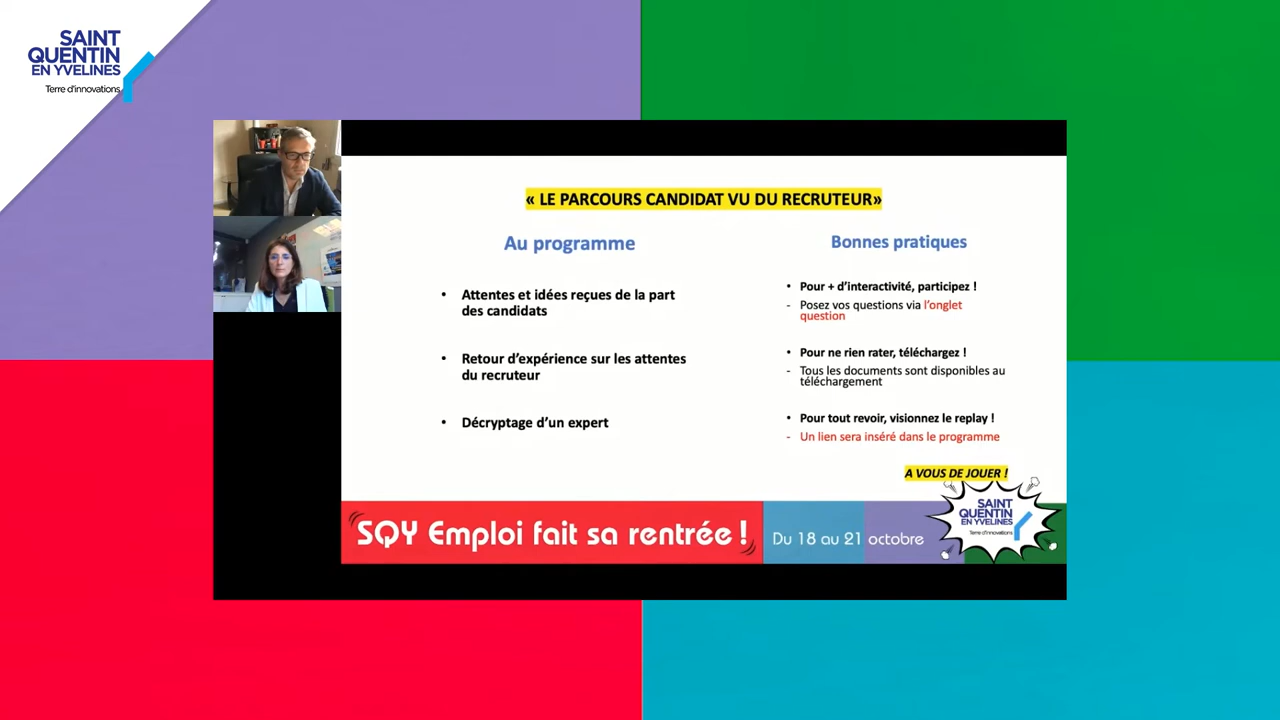 SAINT
QUENTIN
EN YVELINES
Terre d'innovations
« LE PARCOURS CANDIDAT VU DU RECRUTEUR»
Au programme
• Attentes et idées reçues de la part
des candidats
• Retour d'expérience sur les attentes
du recruteur
• Décryptage d'un expert
Bonnes pratiques
• Pour + d'interactivité, participez !
- Posez vos questions via l'onglet
question
• Pour ne rien rater, téléchargez !
- Tous les documents sont disponibles au
téléchargement
• Pour tout revoir, visionnez le replay !
- Un lien sera inséré dans le programme
A VOUS DE JOUER !
SQY Emploi fait sa rentrée !
Du 18 au 21 octobre
SAINT
QUENTIN
EN YVELINES
Terre d'innovations